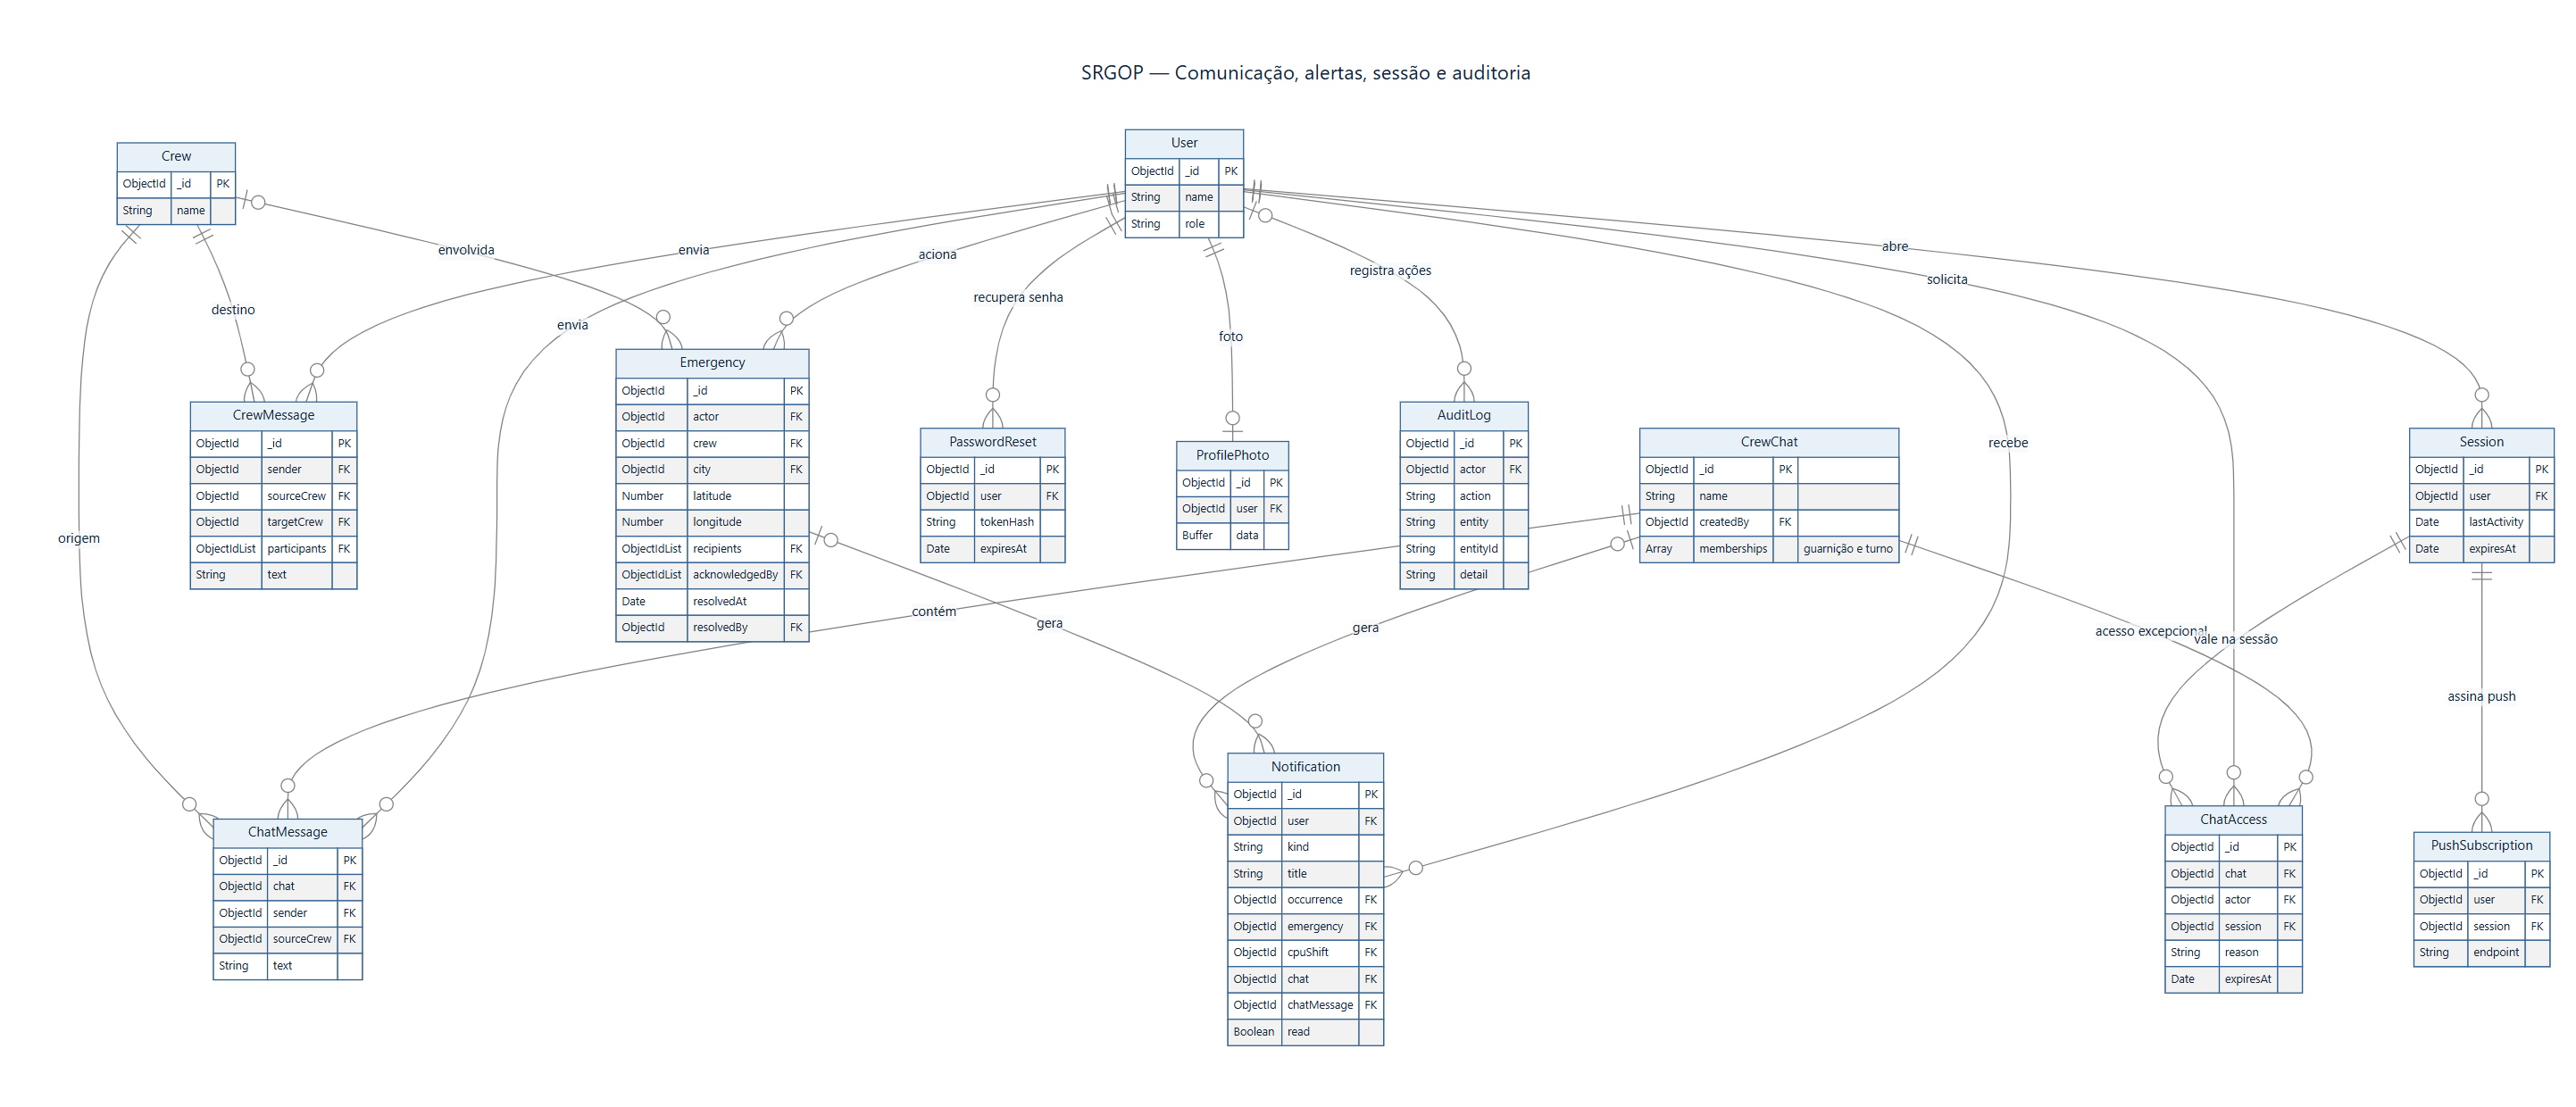 SRGOP — Comunicação, alertas, sessão e auditoria
User
ObjectId _id PK
String name
String role
Crew
ObjectId _id PK
String name
envolvida
envia
aciona
recupera senha
foto
registra ações
abre
solicita
destino
envia
recebe
origem
Emergency
ObjectId _id PK
ObjectId actor FK
ObjectId crew FK
ObjectId city FK
Number latitude
Number longitude
ObjectIdList recipients FK
ObjectIdList acknowledgedBy FK
Date resolvedAt
ObjectId resolvedBy FK
CrewMessage
ObjectId _id PK
ObjectId sender FK
ObjectId sourceCrew FK
ObjectId targetCrew FK
ObjectIdList participants FK
String text
PasswordReset
ObjectId _id PK
ObjectId user FK
String tokenHash
Date expiresAt
ProfilePhoto
ObjectId _id PK
ObjectId user FK
Buffer data
AuditLog
ObjectId _id PK
ObjectId actor FK
String action
String entity
String entityId
String detail
CrewChat
ObjectId _id PK
String name
ObjectId createdBy FK
Array memberships guarnição e turno
Session
ObjectId _id PK
ObjectId user FK
Date lastActivity
Date expiresAt
contém
gera
gera
acesso excepcional
vale na sessão
assina push
ChatMessage
ObjectId _id PK
ObjectId chat FK
ObjectId sender FK
ObjectId sourceCrew FK
String text
Notification
ObjectId _id PK
ObjectId user FK
String kind
String title
ObjectId occurrence FK
ObjectId emergency FK
ObjectId cpuShift FK
ObjectId chat FK
ObjectId chatMessage FK
Boolean read
ChatAccess
ObjectId _id PK
ObjectId chat FK
ObjectId actor FK
ObjectId session FK
String reason
Date expiresAt
PushSubscription
ObjectId _id PK
ObjectId user FK
ObjectId session FK
String endpoint